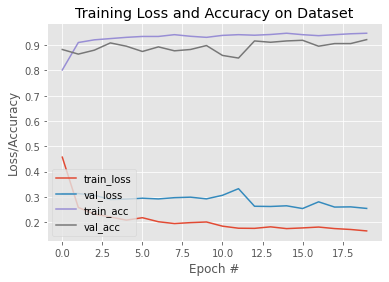 Training Loss and Accuracy on Dataset
Loss/Accuracy
0.9
0.8
0.7
0.6
0.5
0.4
0.3
0.2
train_loss
val_loss
train_acc
val_acc
0.0 2.5 5.0 7.5 10.0 12.5 15.0 17.5
Epoch #